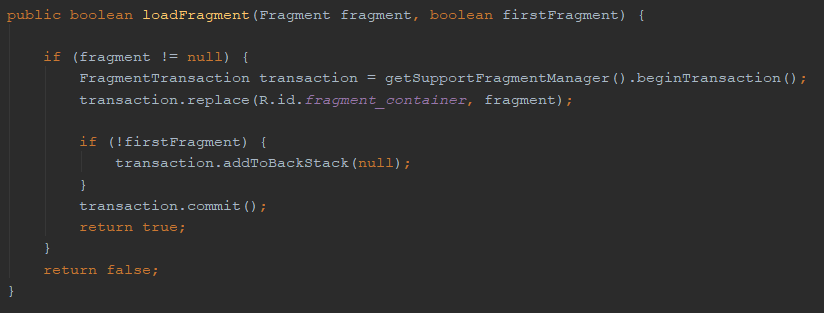 public boolean loadFragment(Fragment fragment, boolean firstFragment) {
if (fragment != null) {
FragmentTransaction transaction = getSupportFragmentManager().beginTransaction();
transaction.replace(R.id.fragment_container, fragment);
if (!firstFragment) {
transaction.addToBackStack(null);
}
transaction.commit();
return true;
}
return false;
}